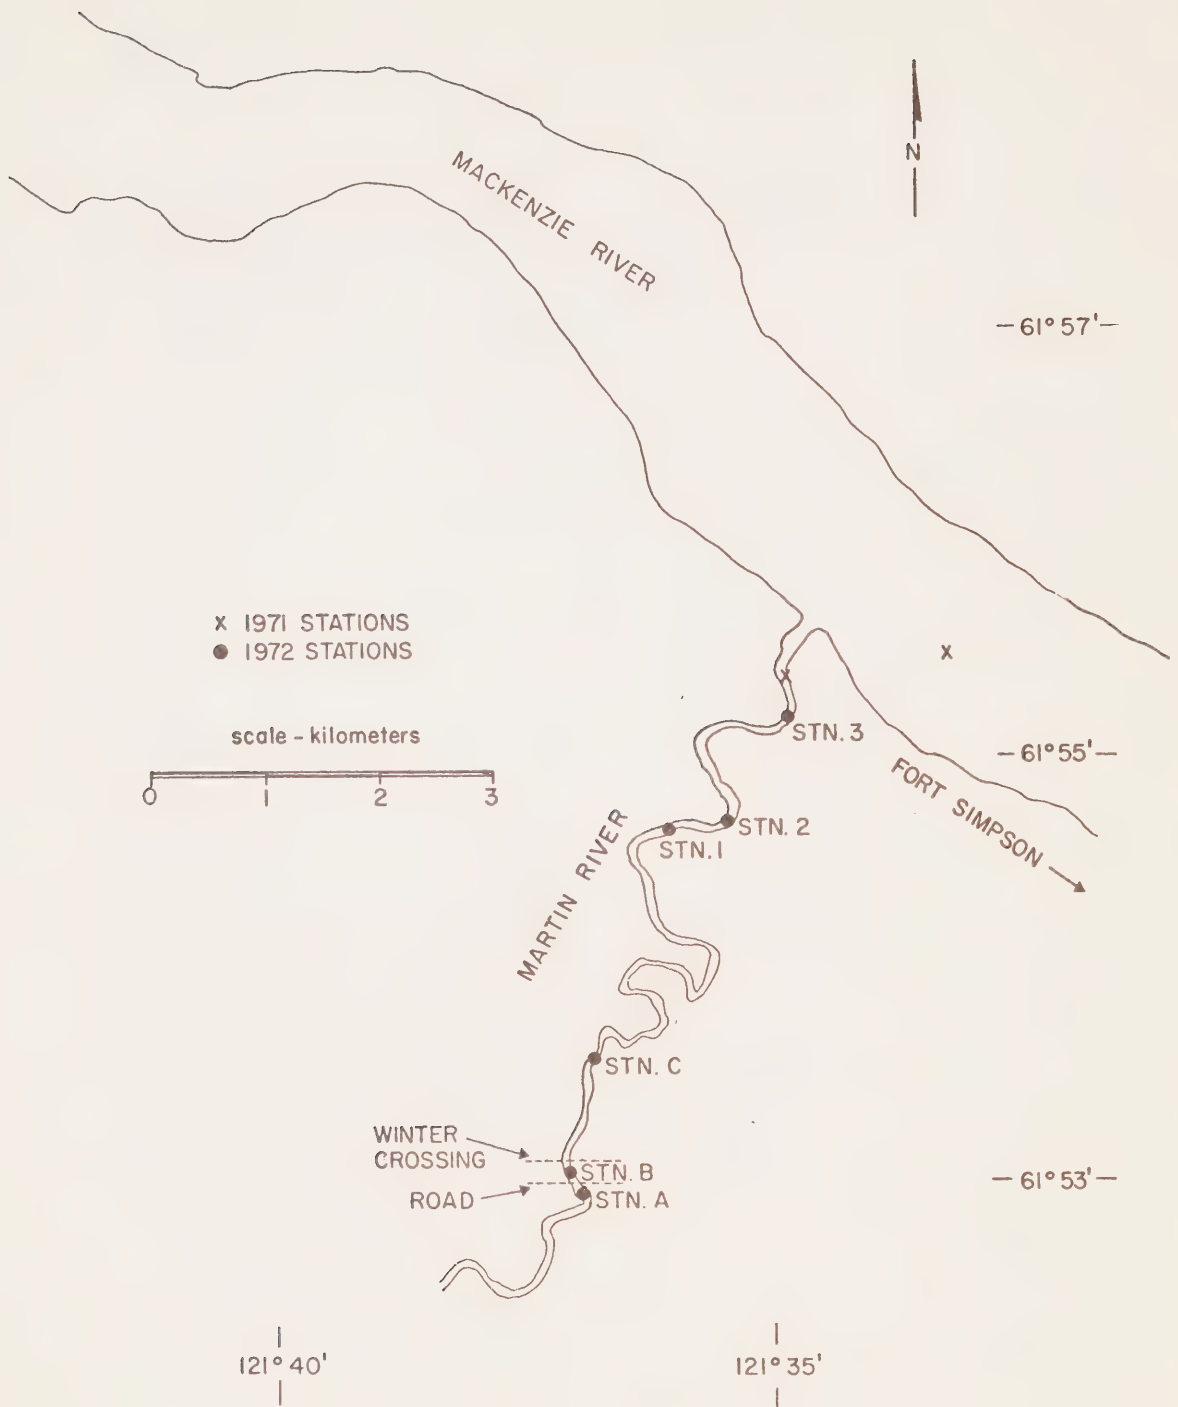 N
MACKENZIE RIVER
61° 57'
x 1971 STATIONS
● 1972 STATIONS
x
x
STN. 3
scale - kilometers
0 1 2 3
61° 55'
FORT SIMPSON
STN. 2
STN. 1
MARTIN RIVER
STN. C
WINTER
CROSSING
STN. B
61° 53'
ROAD
STN. A
121° 40'
121° 35'